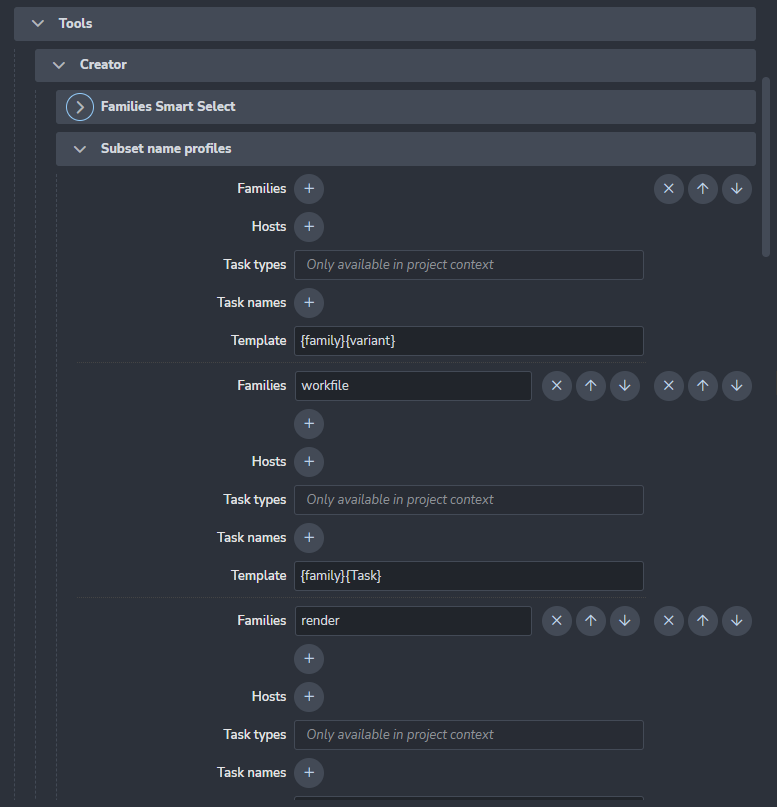 Tools
Creator
Families Smart Select
Subset name profiles
Families
Hosts
Task types Only available in project context
Task names
Template {family}{variant}
Families workfile
Hosts
Task types Only available in project context
Task names
Template {family}{Task}
Families render
Hosts
Task types Only available in project context
Task names